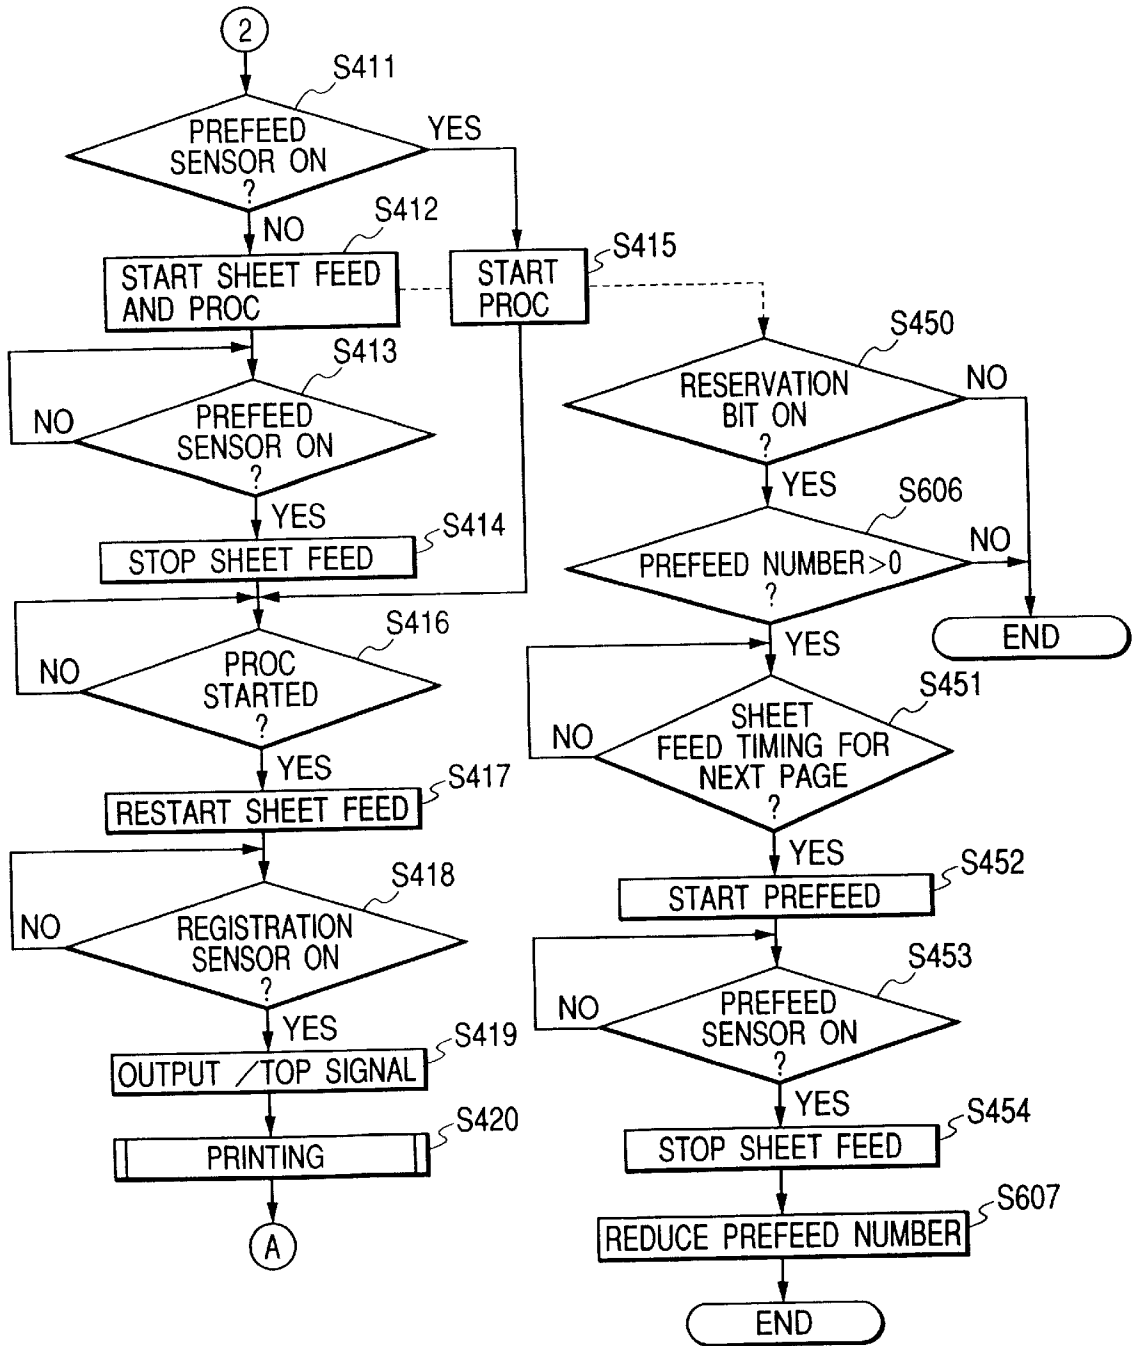 2
S411
PREFEED
SENSOR ON
?
YES
NO
S412
START SHEET FEED
AND PROC
S415
START
PROC
S413
PREFEED
SENSOR ON
?
NO
YES
S414
STOP SHEET FEED
S416
PROC
STARTED
?
NO
YES
S417
RESTART SHEET FEED
S418
REGISTRATION
SENSOR ON
?
NO
YES
S419
OUTPUT /TOP SIGNAL
S420
PRINTING
A
S450
RESERVATION
BIT ON
?
NO
YES
S606
PREFEED NUMBER>0
?
NO
YES
END
S451
SHEET
FEED TIMING FOR
NEXT PAGE
?
NO
YES
S452
START PREFEED
S453
PREFEED
SENSOR ON
?
NO
YES
S454
STOP SHEET FEED
S607
REDUCE PREFEED NUMBER
END